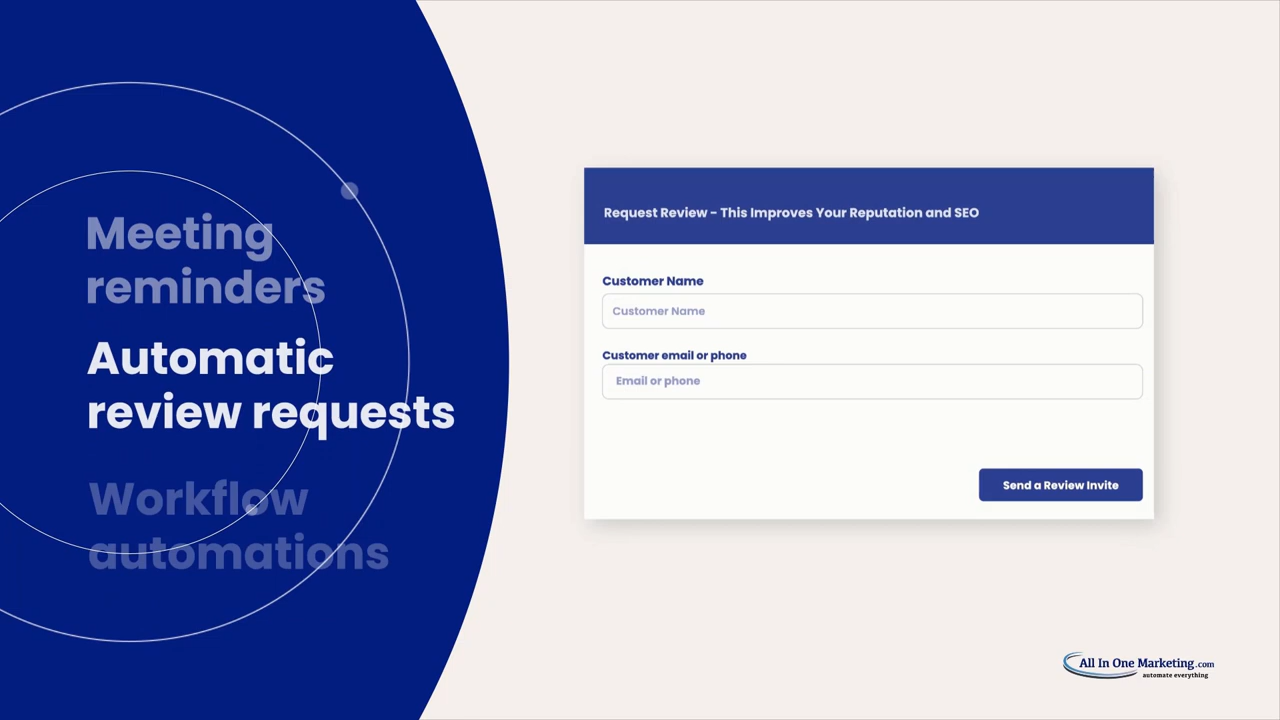 Meeting
reminders
Automatic
review requests
Workflow
automations
Request Review - This Improves Your Reputation and SEO
Customer Name
Customer Name
Customer email or phone
Email or phone
Send a Review Invite
All In One Marketing.com
automate everything